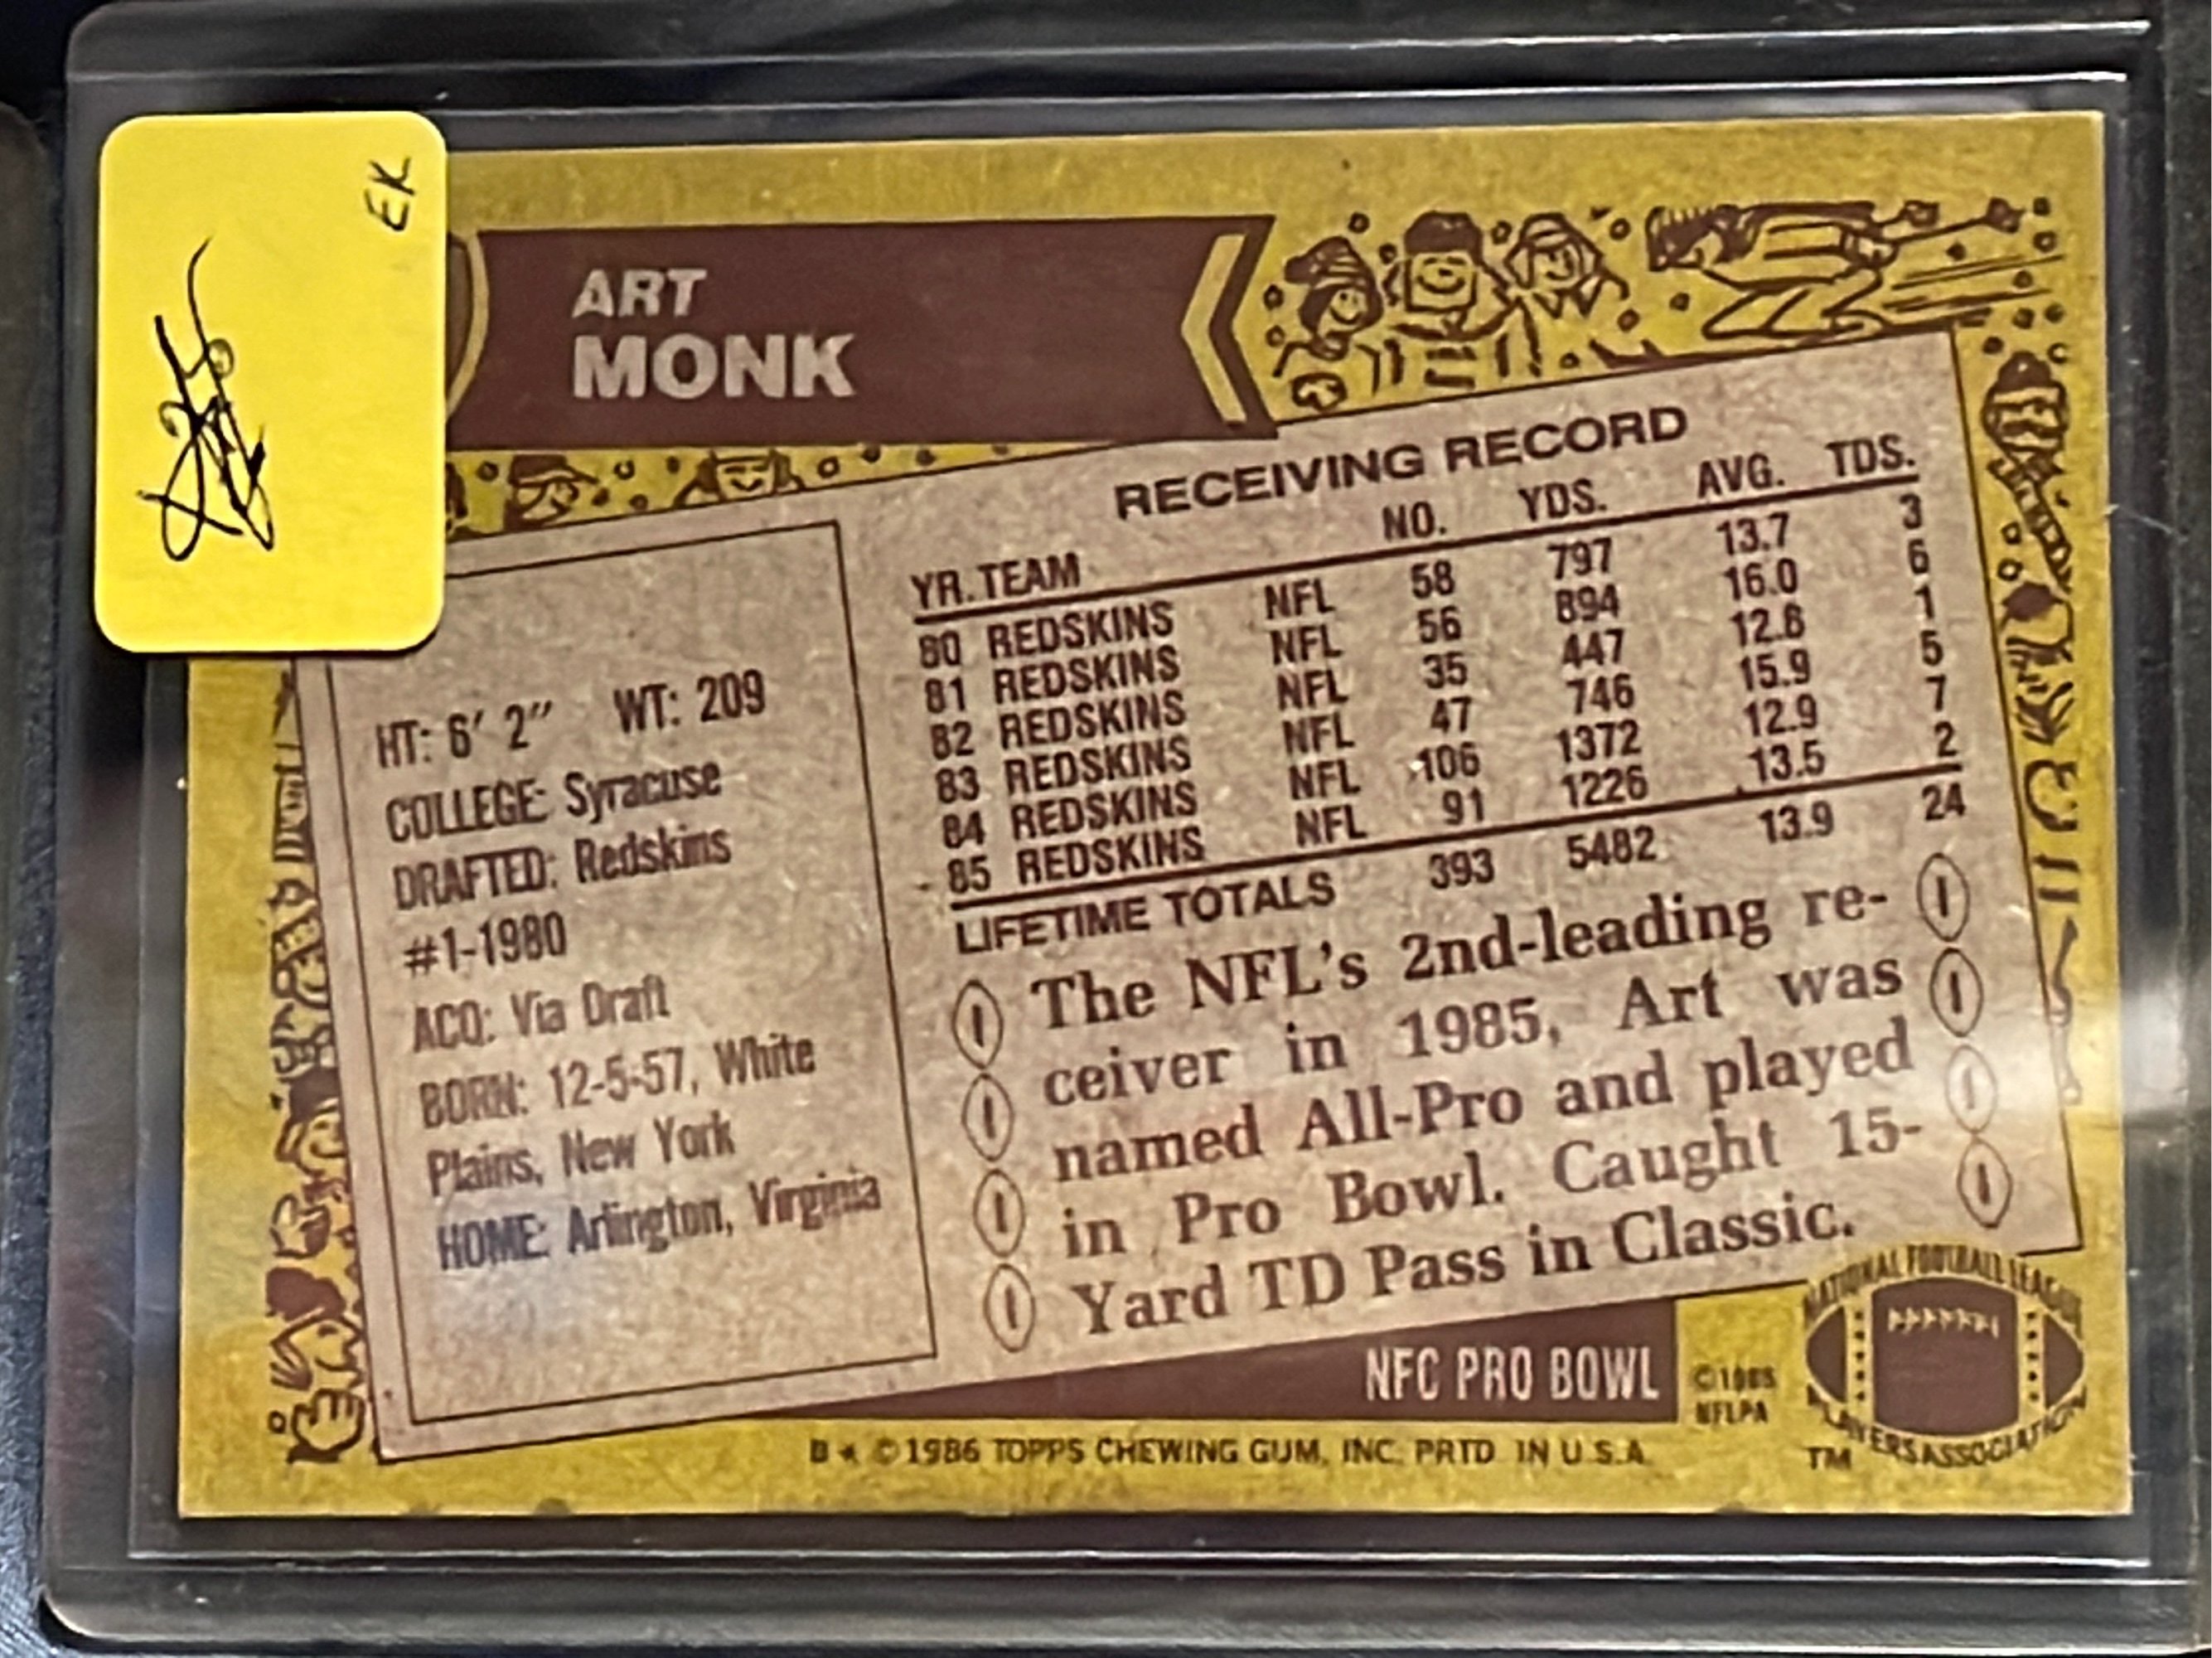 EK
ART
MONK
RECEIVING RECORD
YR. TEAM NO. YDS. AVG. TDS.
80 REDSKINS NFL 58 797 13.7 3
81 REDSKINS NFL 56 894 16.0 6
82 REDSKINS NFL 35 447 12.8 1
83 REDSKINS NFL 47 746 15.9 5
84 REDSKINS NFL 106 1372 12.9 7
85 REDSKINS NFL 91 1226 13.5 2
LIFETIME TOTALS 393 5482 13.9 24
HT: 6' 2" WT: 209
COLLEGE: Syracuse
DRAFTED: Redskins
#1-1980
ACQ: Via Draft
BORN: 12-5-57, White
Plains, New York
HOME: Arlington, Virginia
The NFL's 2nd-leading re-
ceiver in 1985, Art was
named All-Pro and played
in Pro Bowl. Caught 15-
Yard TD Pass in Classic.
NFC PRO BOWL
© 1985
NFLPA
NATIONAL FOOTBALL LEAGUE
PLAYERS ASSOCIATION
TM
B * © 1986 TOPPS CHEWING GUM, INC. PRTD. IN U.S.A.